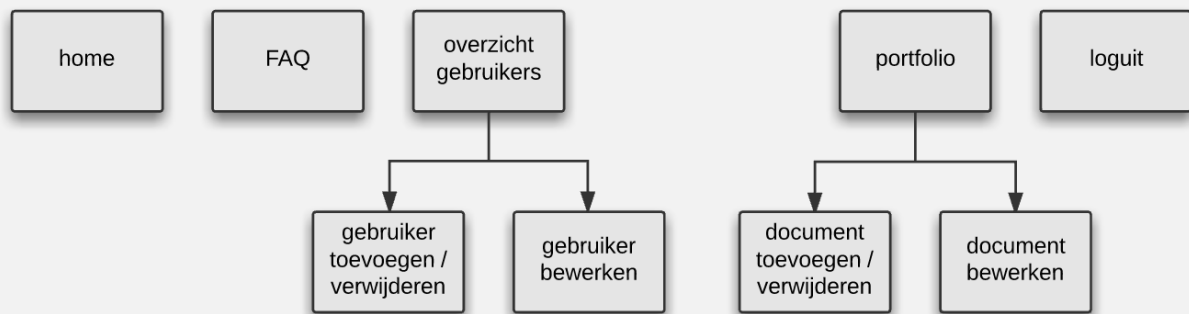 home
FAQ
overzicht
gebruikers
portfolio
loguit
gebruiker
toevoegen /
verwijderen
gebruiker
bewerken
document
toevoegen /
verwijderen
document
bewerken